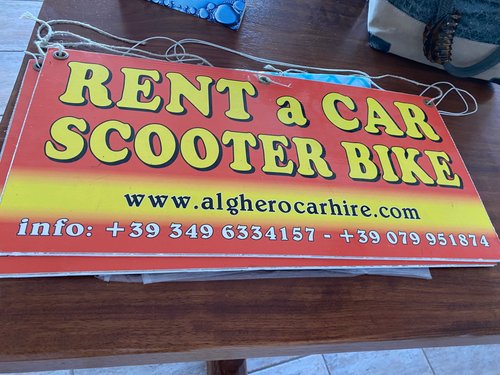 RENT a CAR
SCOOTER BIKE
www.algherocarhire.com
info: +39 349 6334157 - +39 079 951874